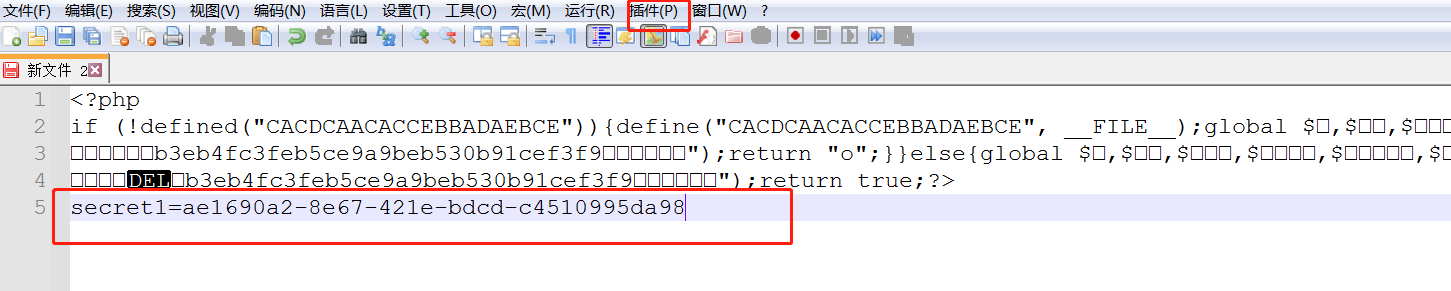 文件(F) 编辑(E) 搜索(S) 视图(V) 编码(N) 语言(L) 设置(T) 工具(O) 宏(M) 运行(R) 插件(P) 窗口(W) ?
新文件 2
1 <?php
2 if (!defined("CACDCAACACCEBBADAEBCE")){define("CACDCAACACCEBBADAEBCE", __FILE__);global $□,$□□,$□□□
3 □□□□□□b3eb4fc3feb5ce9a9beb530b91cef3f9□□□□□□");return "o";}}else{global $□,$□□,$□□□,$□□□□,$□□□□□,$□
4 □□□□DEL□b3eb4fc3feb5ce9a9beb530b91cef3f9□□□□□□");return true;?>
5 secret1=ae1690a2-8e67-421e-bdcd-c4510995da98